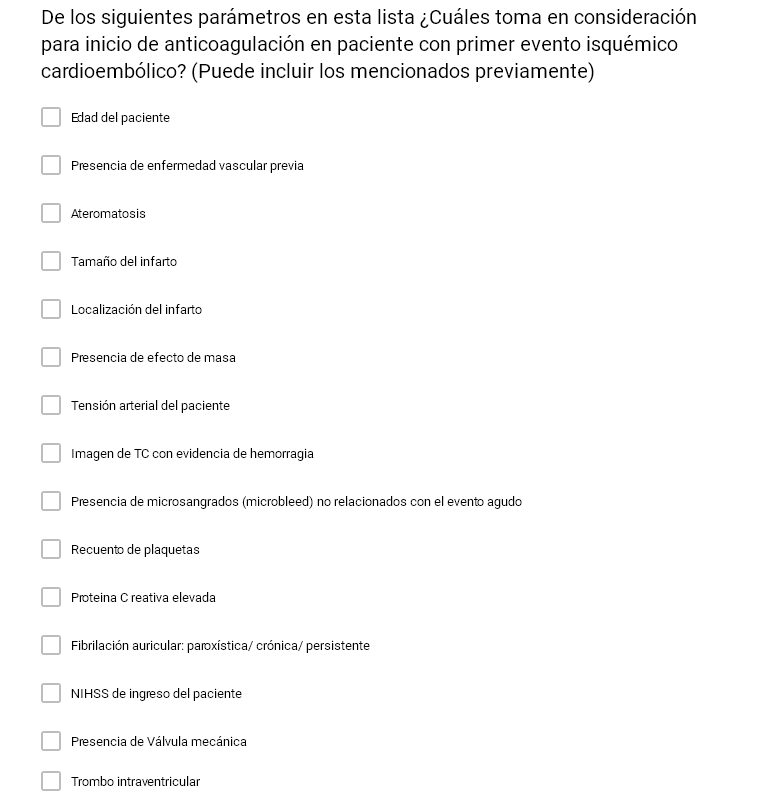 De los siguientes parámetros en esta lista ¿Cuáles toma en consideración
para inicio de anticoagulación en paciente con primer evento isquémico
cardioembólico? (Puede incluir los mencionados previamente)
Edad del paciente
Presencia de enfermedad vascular previa
Ateromatosis
Tamaño del infarto
Localización del infarto
Presencia de efecto de masa
Tensión arterial del paciente
Imagen de TC con evidencia de hemorragia
Presencia de microsangrados (microbleed) no relacionados con el evento agudo
Recuento de plaquetas
Proteina C reativa elevada
Fibrilación auricular: paroxística/ crónica/ persistente
NIHSS de ingreso del paciente
Presencia de Válvula mecánica
Trombo intraventricular